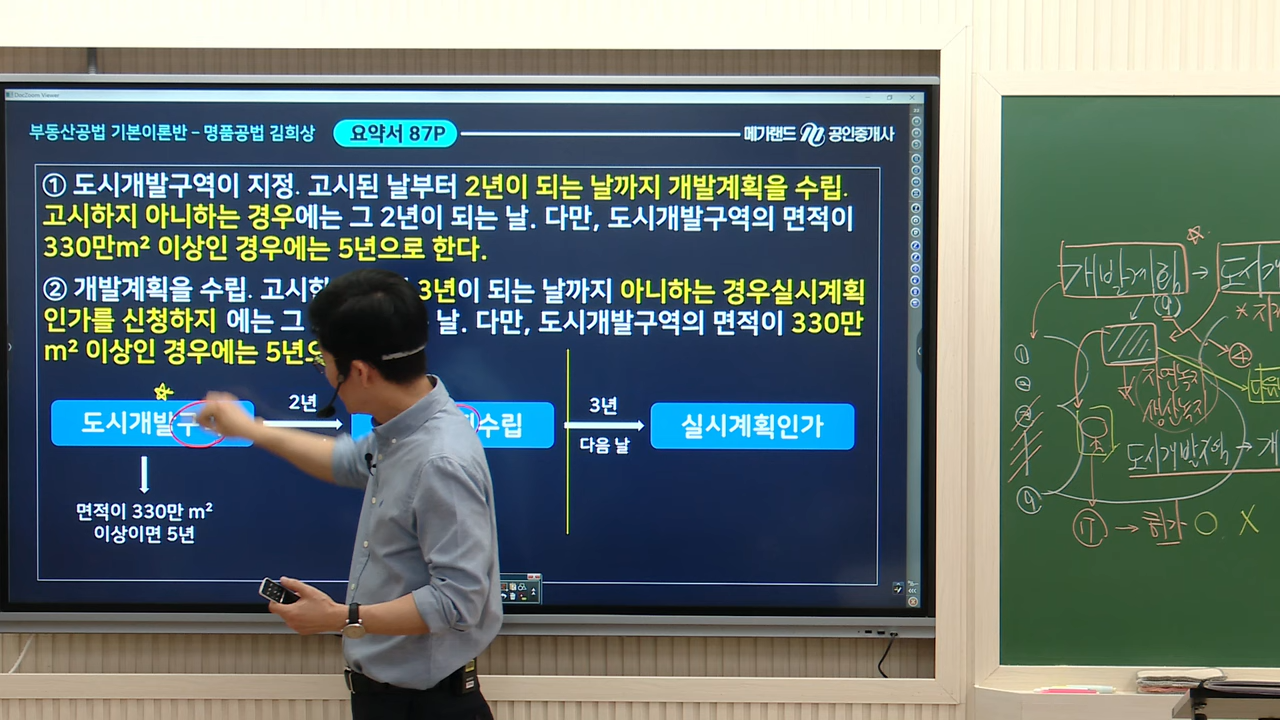 DocZoom Viewer
부동산공법 기본이론반 - 명품공법 김희상
요약서 87P
메가랜드 공인중개사
① 도시개발구역이 지정. 고시된 날부터 2년이 되는 날까지 개발계획을 수립.
고시하지 아니하는 경우에는 그 2년이 되는 날. 다만, 도시개발구역의 면적이
330만m² 이상인 경우에는 5년으로 한다.
② 개발계획을 수립. 고시 3년이 되는 날까지 아니하는 경우실시계획
인가를 신청하지 에는 그 날. 다만, 도시개발구역의 면적이 330만
m² 이상인 경우에는 5년
도시개발구
2년
수립
3년
다음 날
실시계획인가
면적이 330만 m²
이상이면 5년
개발계획 → 도시개
①
②
④
자연녹지
생산녹지
도시개발구역 → 개
⑰ → 허가 ○ X